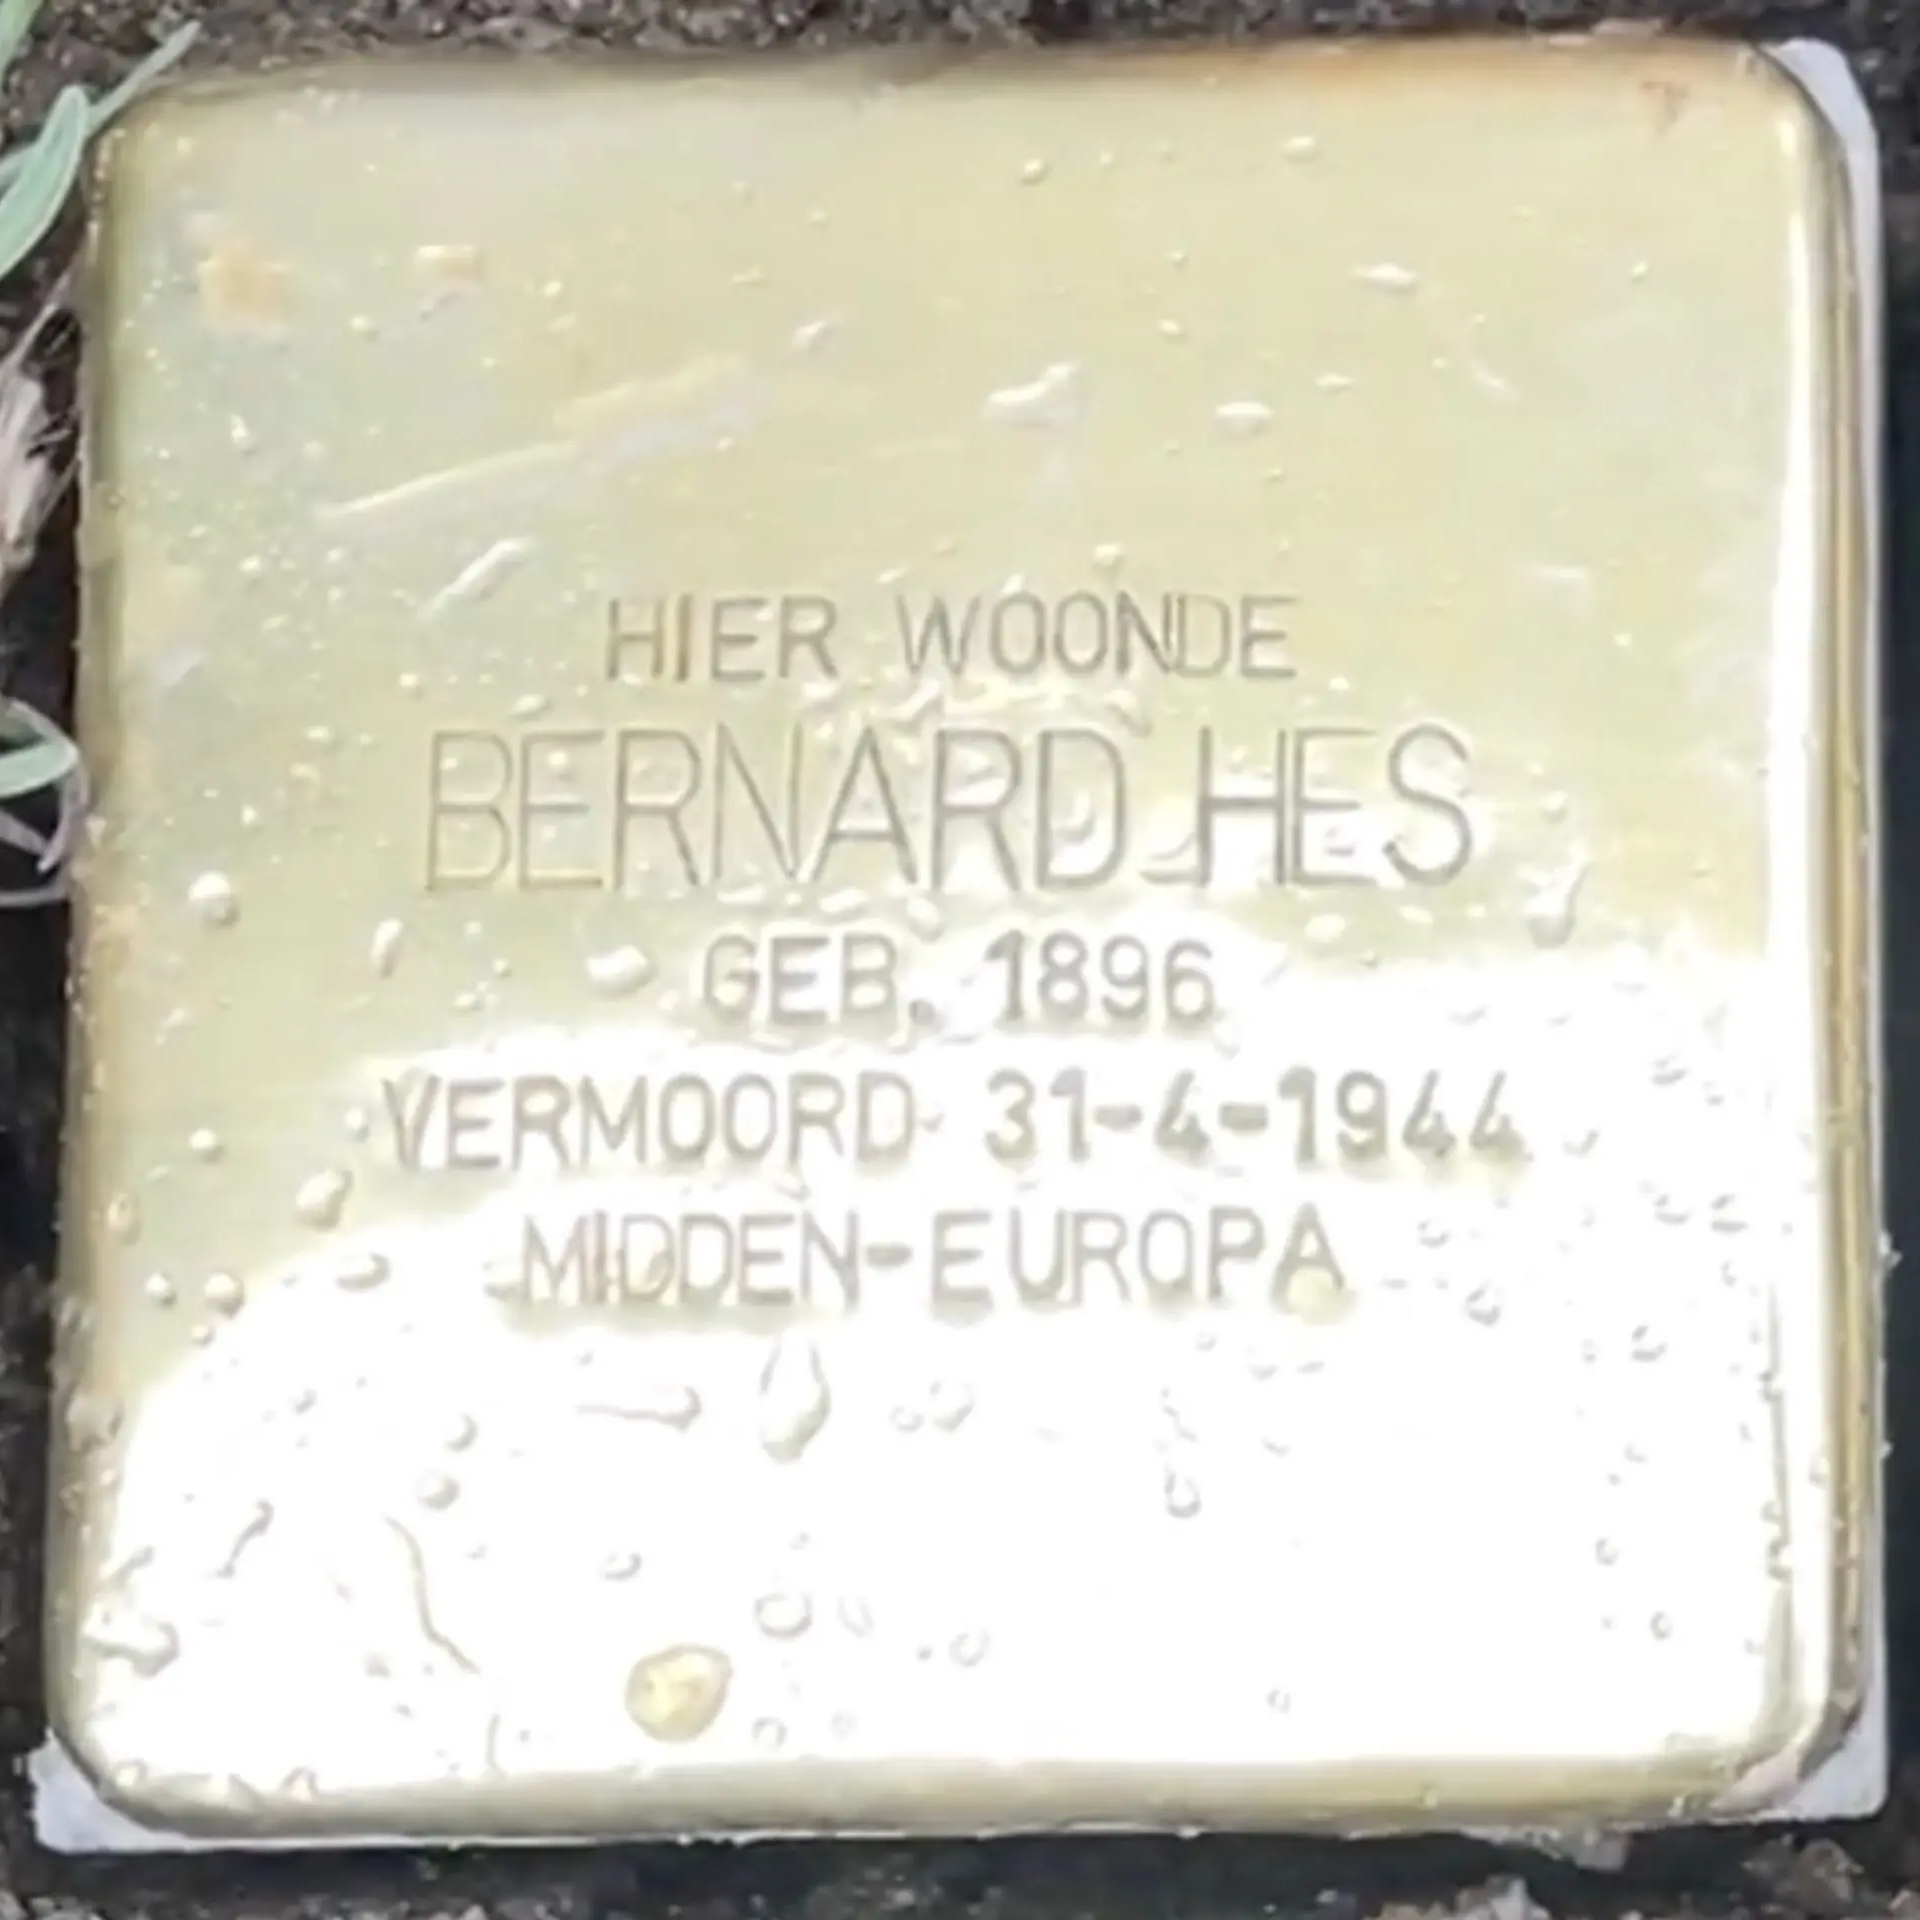 HIER WOONDE
BERNARD HES
GEB. 1896
VERMOORD 31-4-1944
MIDDEN-EUROPA